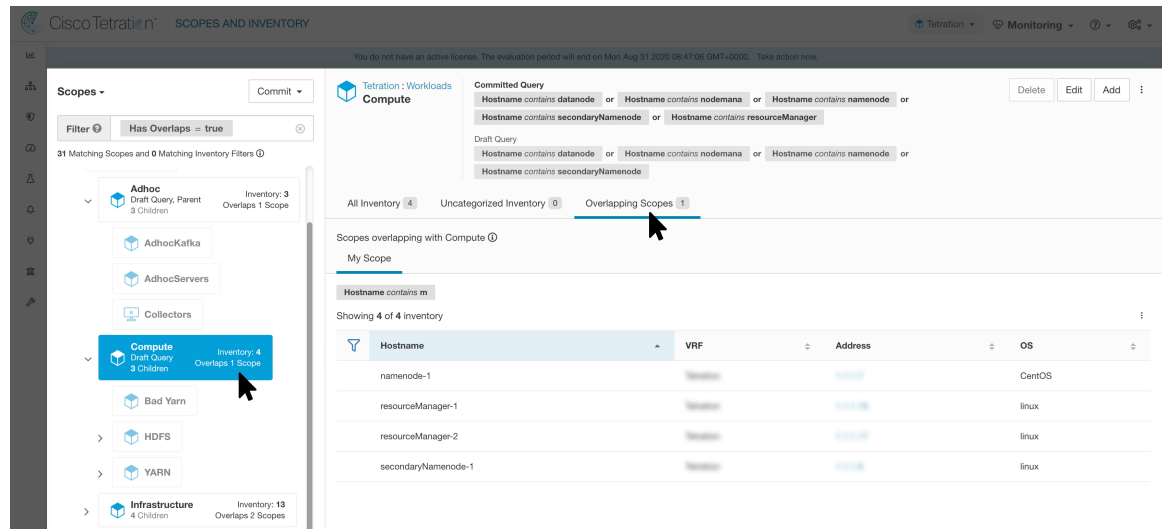 Cisco Tetration SCOPES AND INVENTORY Tetration Monitoring
You do not have an active license. The evaluation period will end on Mon Aug 31 2020 08:47:06 GMT+0000. Take action now.
Scopes
Commit
Filter Has Overlaps = true
31 Matching Scopes and 0 Matching Inventory Filters
Adhoc
Draft Query, Parent
3 Children
Inventory: 3
Overlaps 1 Scope
AdhocKafka
AdhocServers
Collectors
Compute
Draft Query
3 Children
Inventory: 4
Overlaps 1 Scope
Bad Yarn
HDFS
YARN
Infrastructure
4 Children
Inventory: 13
Overlaps 2 Scopes
Tetration : Workloads
Compute
Committed Query
Hostname contains datanode or Hostname contains nodemana or Hostname contains namenode or
Hostname contains secondaryNamenode or Hostname contains resourceManager
Draft Query
Hostname contains datanode or Hostname contains nodemana or Hostname contains namenode or
Hostname contains secondaryNamenode
Delete Edit Add
All Inventory 4 Uncategorized Inventory 0 Overlapping Scopes 1
Scopes overlapping with Compute
My Scope
Hostname contains m
Showing 4 of 4 inventory
Hostname VRF Address OS
namenode-1 CentOS
resourceManager-1 linux
resourceManager-2 linux
secondaryNamenode-1 linux